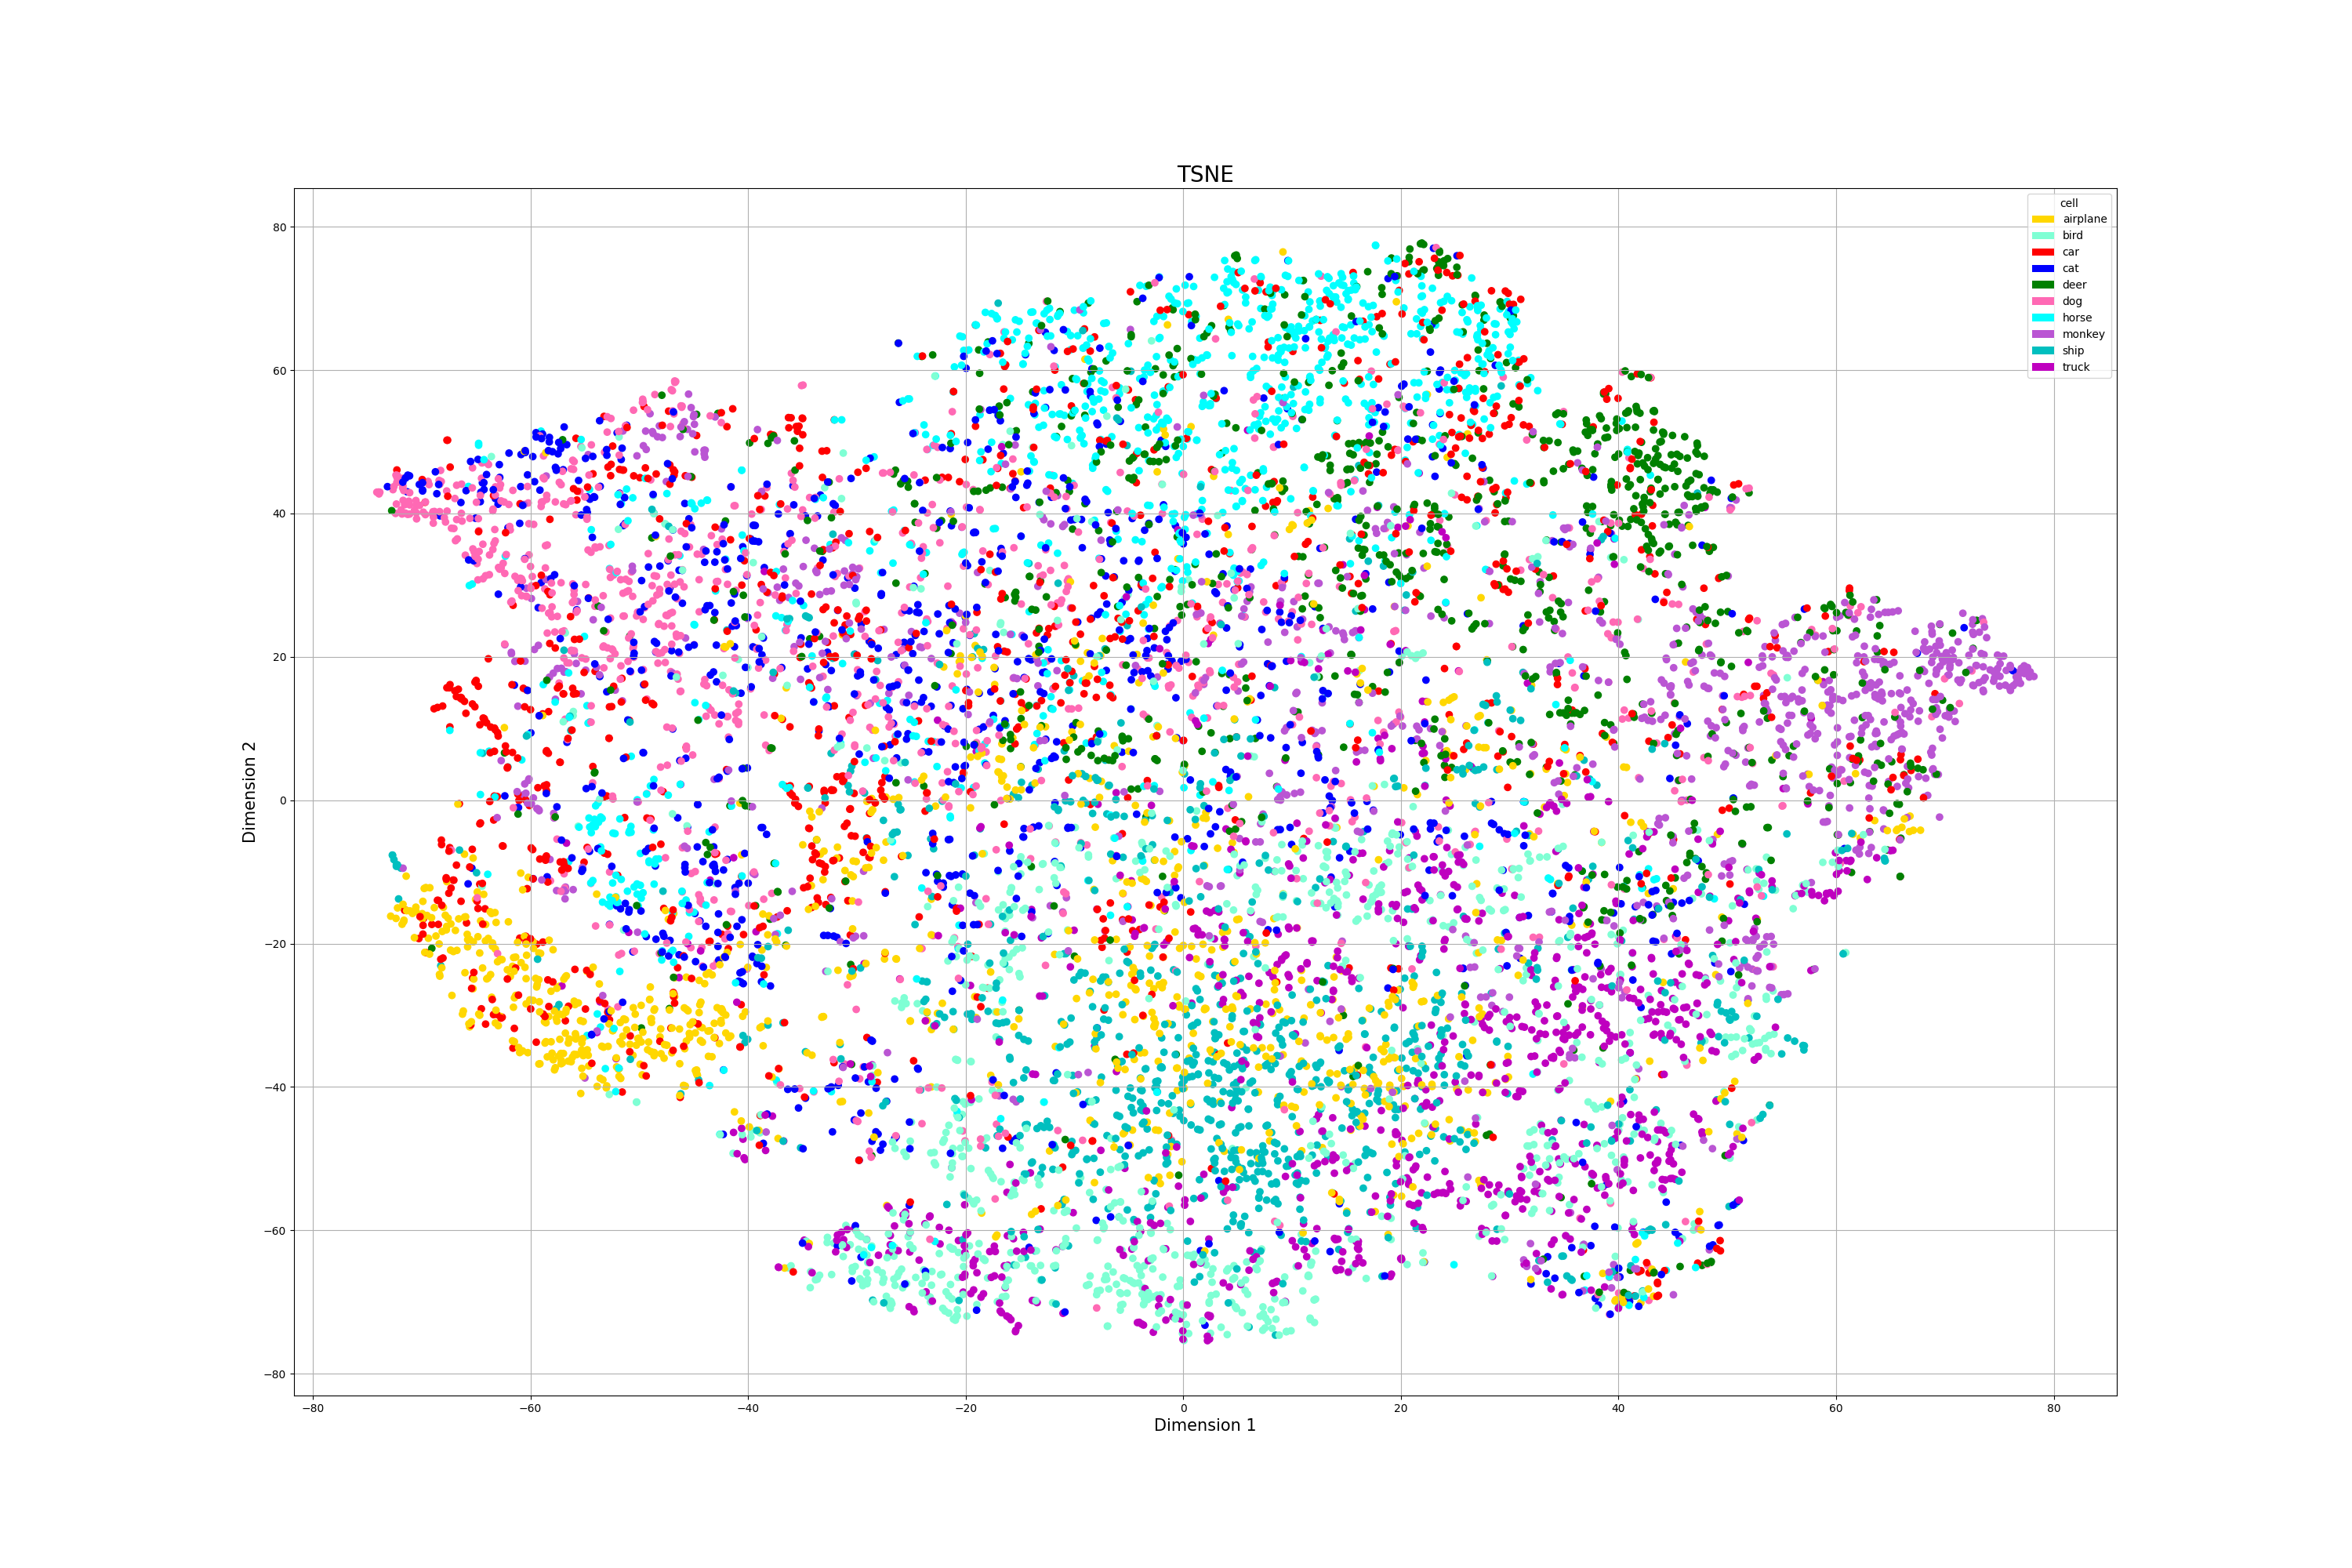 TSNE
cell
airplane
bird
car
cat
deer
dog
horse
monkey
ship
truck
80
60
40
20
0
−20
−40
−60
−80
Dimension 2
−80 −60 −40 −20 0 20 40 60 80
Dimension 1